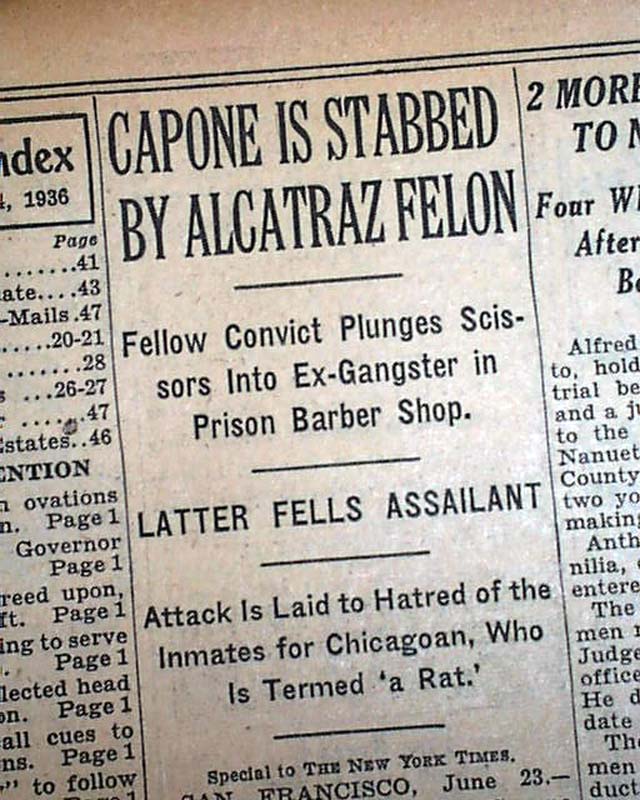 ndex
4, 1936
Page
.......41
ate....43
-Mails .47
.....20-21
.......28
s ...26-27
.....47
Estates..46
ENTION
n ovations
n. Page 1
Governor
Page 1
reed upon,
ft. Page 1
ing to serve
. Page 1
lected head
on. Page 1
all cues to
ns. Page 1
," to follow
CAPONE IS STABBED
BY ALCATRAZ FELON
Fellow Convict Plunges Scis-
sors Into Ex-Gangster in
Prison Barber Shop.
LATTER FELLS ASSAILANT
Attack Is Laid to Hatred of the
Inmates for Chicagoan, Who
Is Termed 'a Rat.'
Special to THE NEW YORK TIMES.
SAN FRANCISCO, June 23.—
2 MORE
TO
Four
After
Alfred
to, hold
trial be
and a ju
to the
Nanuet
County
two yo
making
Anth
nilia,
entere
The
men
Judge
office
He d
date
Th
men
duc